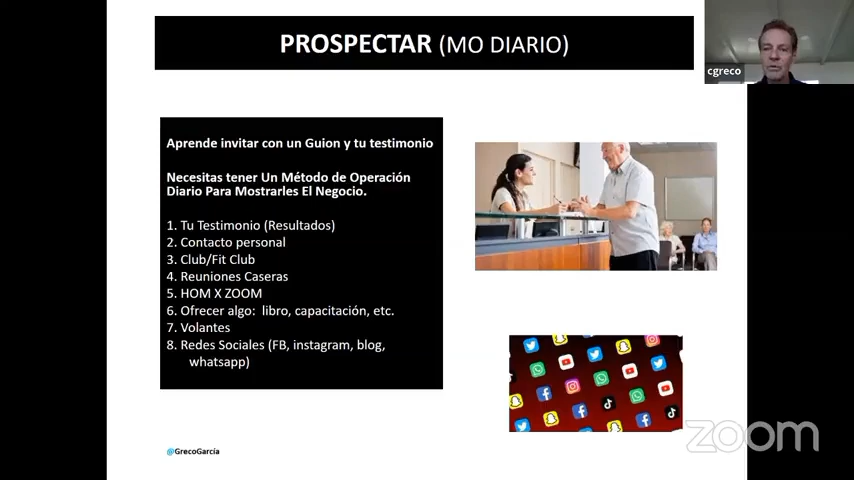 PROSPECTAR (MO DIARIO)
cgreco
Aprende invitar con un Guion y tu testimonio
Necesitas tener Un Método de Operación
Diario Para Mostrarles El Negocio.
1. Tu Testimonio (Resultados)
2. Contacto personal
3. Club/Fit Club
4. Reuniones Caseras
5. HOM X ZOOM
6. Ofrecer algo: libro, capacitación, etc.
7. Volantes
8. Redes Sociales (FB, instagram, blog,
whatsapp)
@GrecoGarcía
zoom